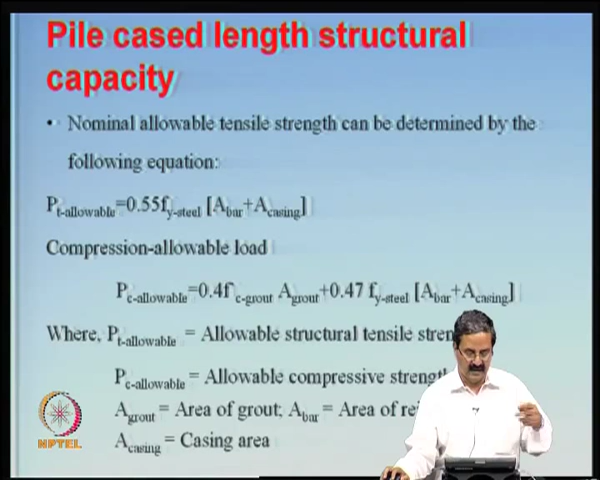 Pile cased length structural
capacity
• Nominal allowable tensile strength can be determined by the
following equation:
Pt-allowable=0.55fy-steel [Abar+Acasing]
Compression-allowable load
Pc-allowable=0.4f'c-grout Agrout+0.47 fy-steel [Abar+Acasing]
Where, Pt-allowable = Allowable structural tensile
Pc-allowable = Allowable compressive
Agrout = Area of grout; Abar = Area of
Acasing = Casing area
NPTEL